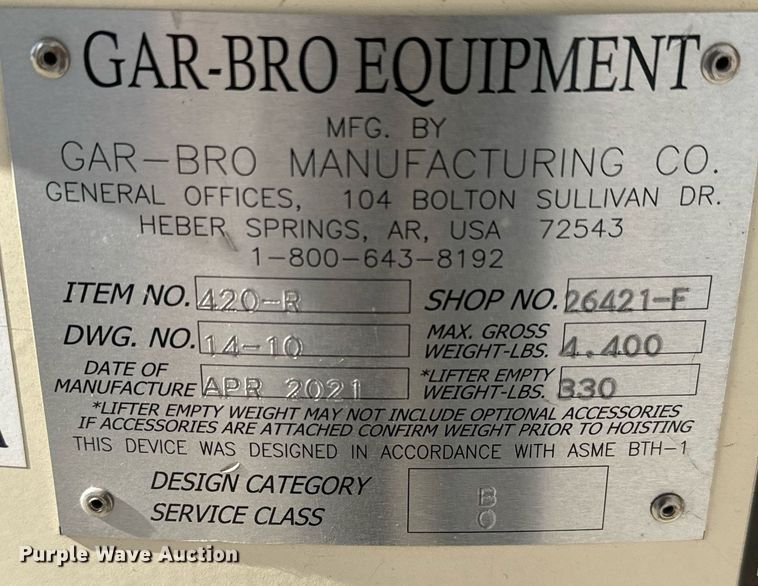 GAR-BRO EQUIPMENT
MFG. BY
GAR-BRO MANUFACTURING CO.
GENERAL OFFICES, 104 BOLTON SULLIVAN DR.
HEBER SPRINGS, AR, USA 72543
1-800-643-8192
ITEM NO. 420-R SHOP NO. 26421-F
DWG. NO. 14-10 MAX. GROSS WEIGHT-LBS. 4,400
DATE OF MANUFACTURE APR 2021 *LIFTER EMPTY WEIGHT-LBS. 330
*LIFTER EMPTY WEIGHT MAY NOT INCLUDE OPTIONAL ACCESSORIES
IF ACCESSORIES ARE ATTACHED CONFIRM WEIGHT PRIOR TO HOISTING
THIS DEVICE WAS DESIGNED IN ACCORDANCE WITH ASME BTH-1
DESIGN CATEGORY B
SERVICE CLASS 0
Purple Wave Auction